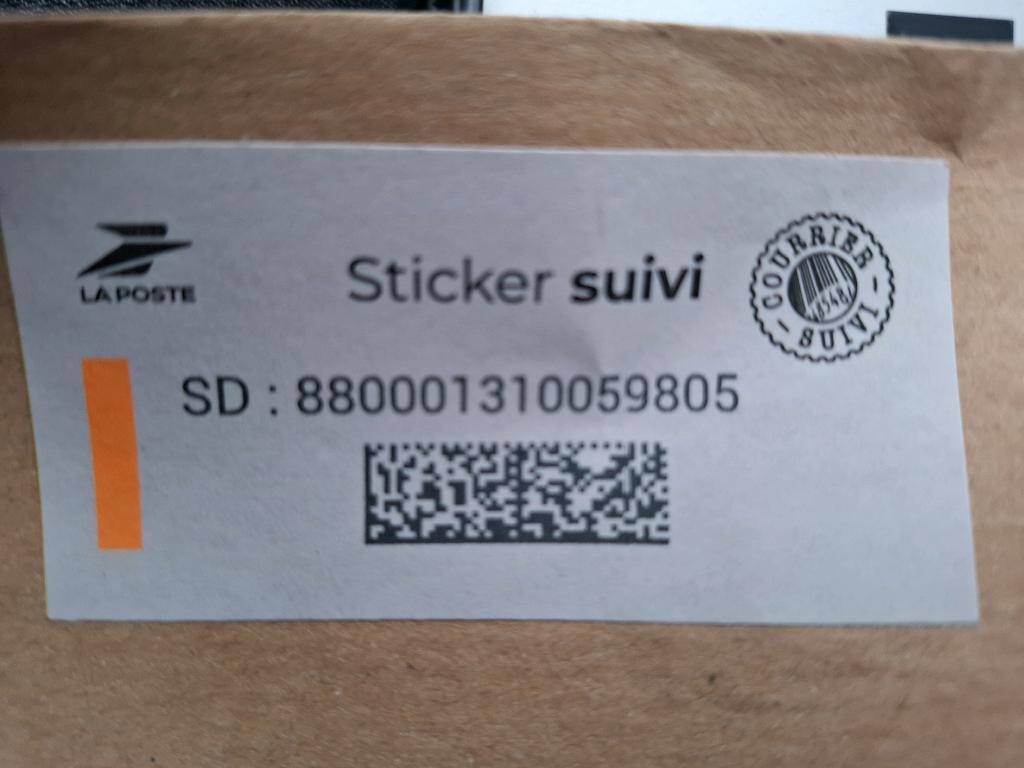 LA POSTE
Sticker suivi
COURRIER
SUIVI
SD : 880001310059805